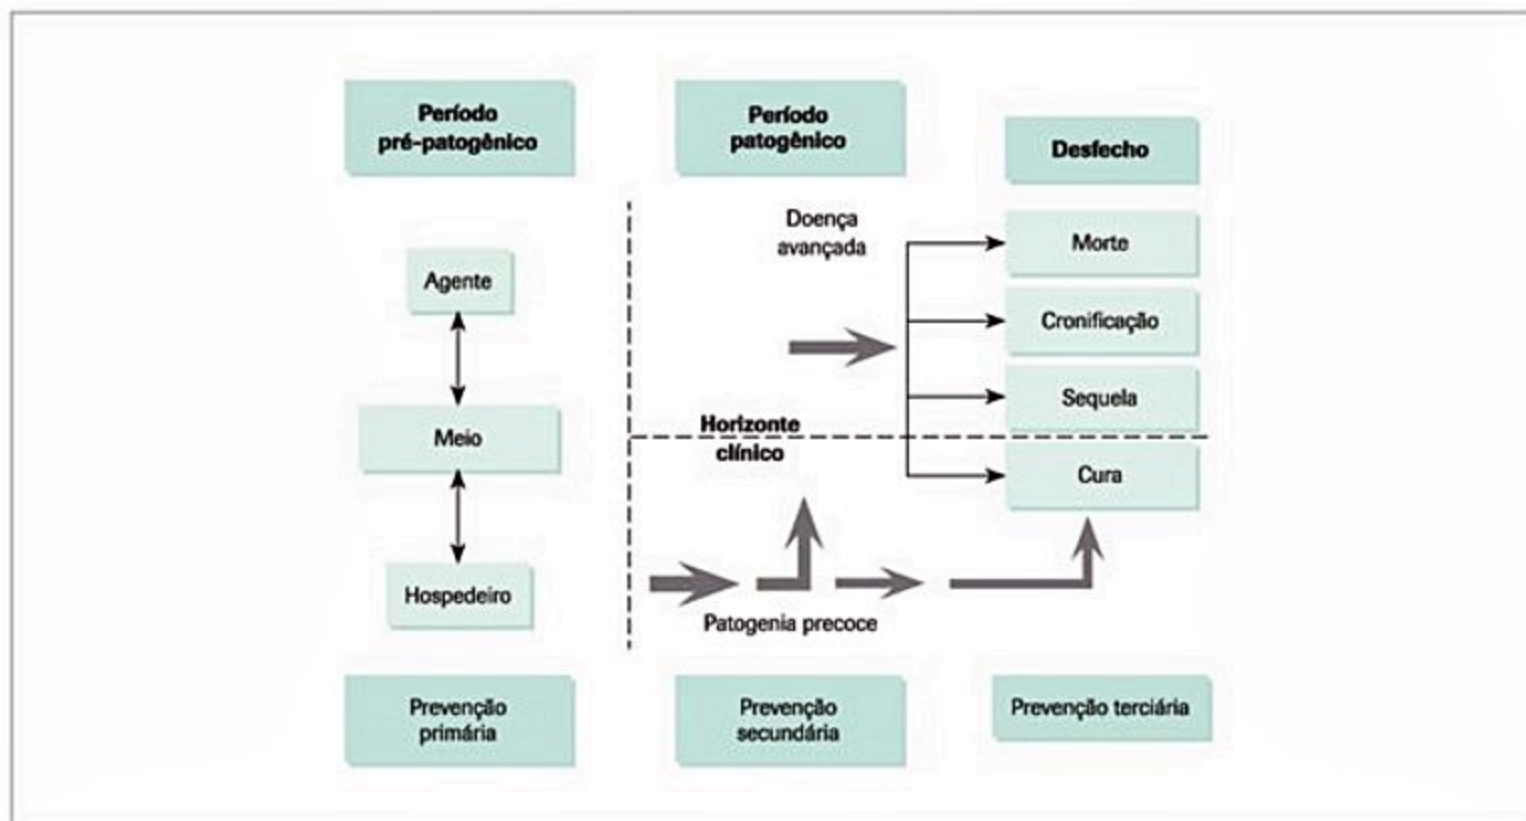 Período
pré-patogênico
Período
patogênico
Desfecho
Agente
Meio
Hospedeiro
Doença
avançada
Horizonte
clínico
Patogenia precoce
Morte
Cronificação
Sequela
Cura
Prevenção
primária
Prevenção
secundária
Prevenção terciária